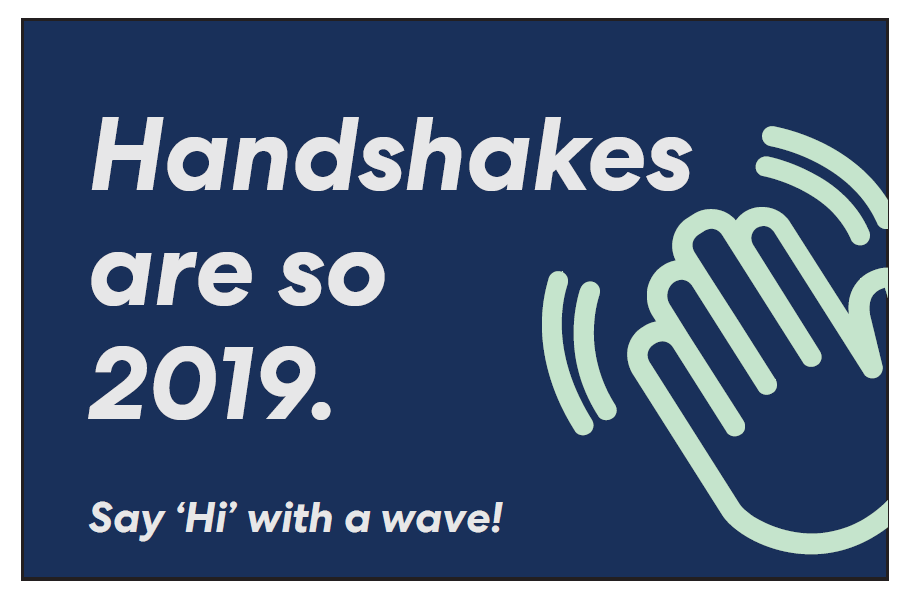 Handshakes
are so
2019.
Say ‘Hi’ with a wave!